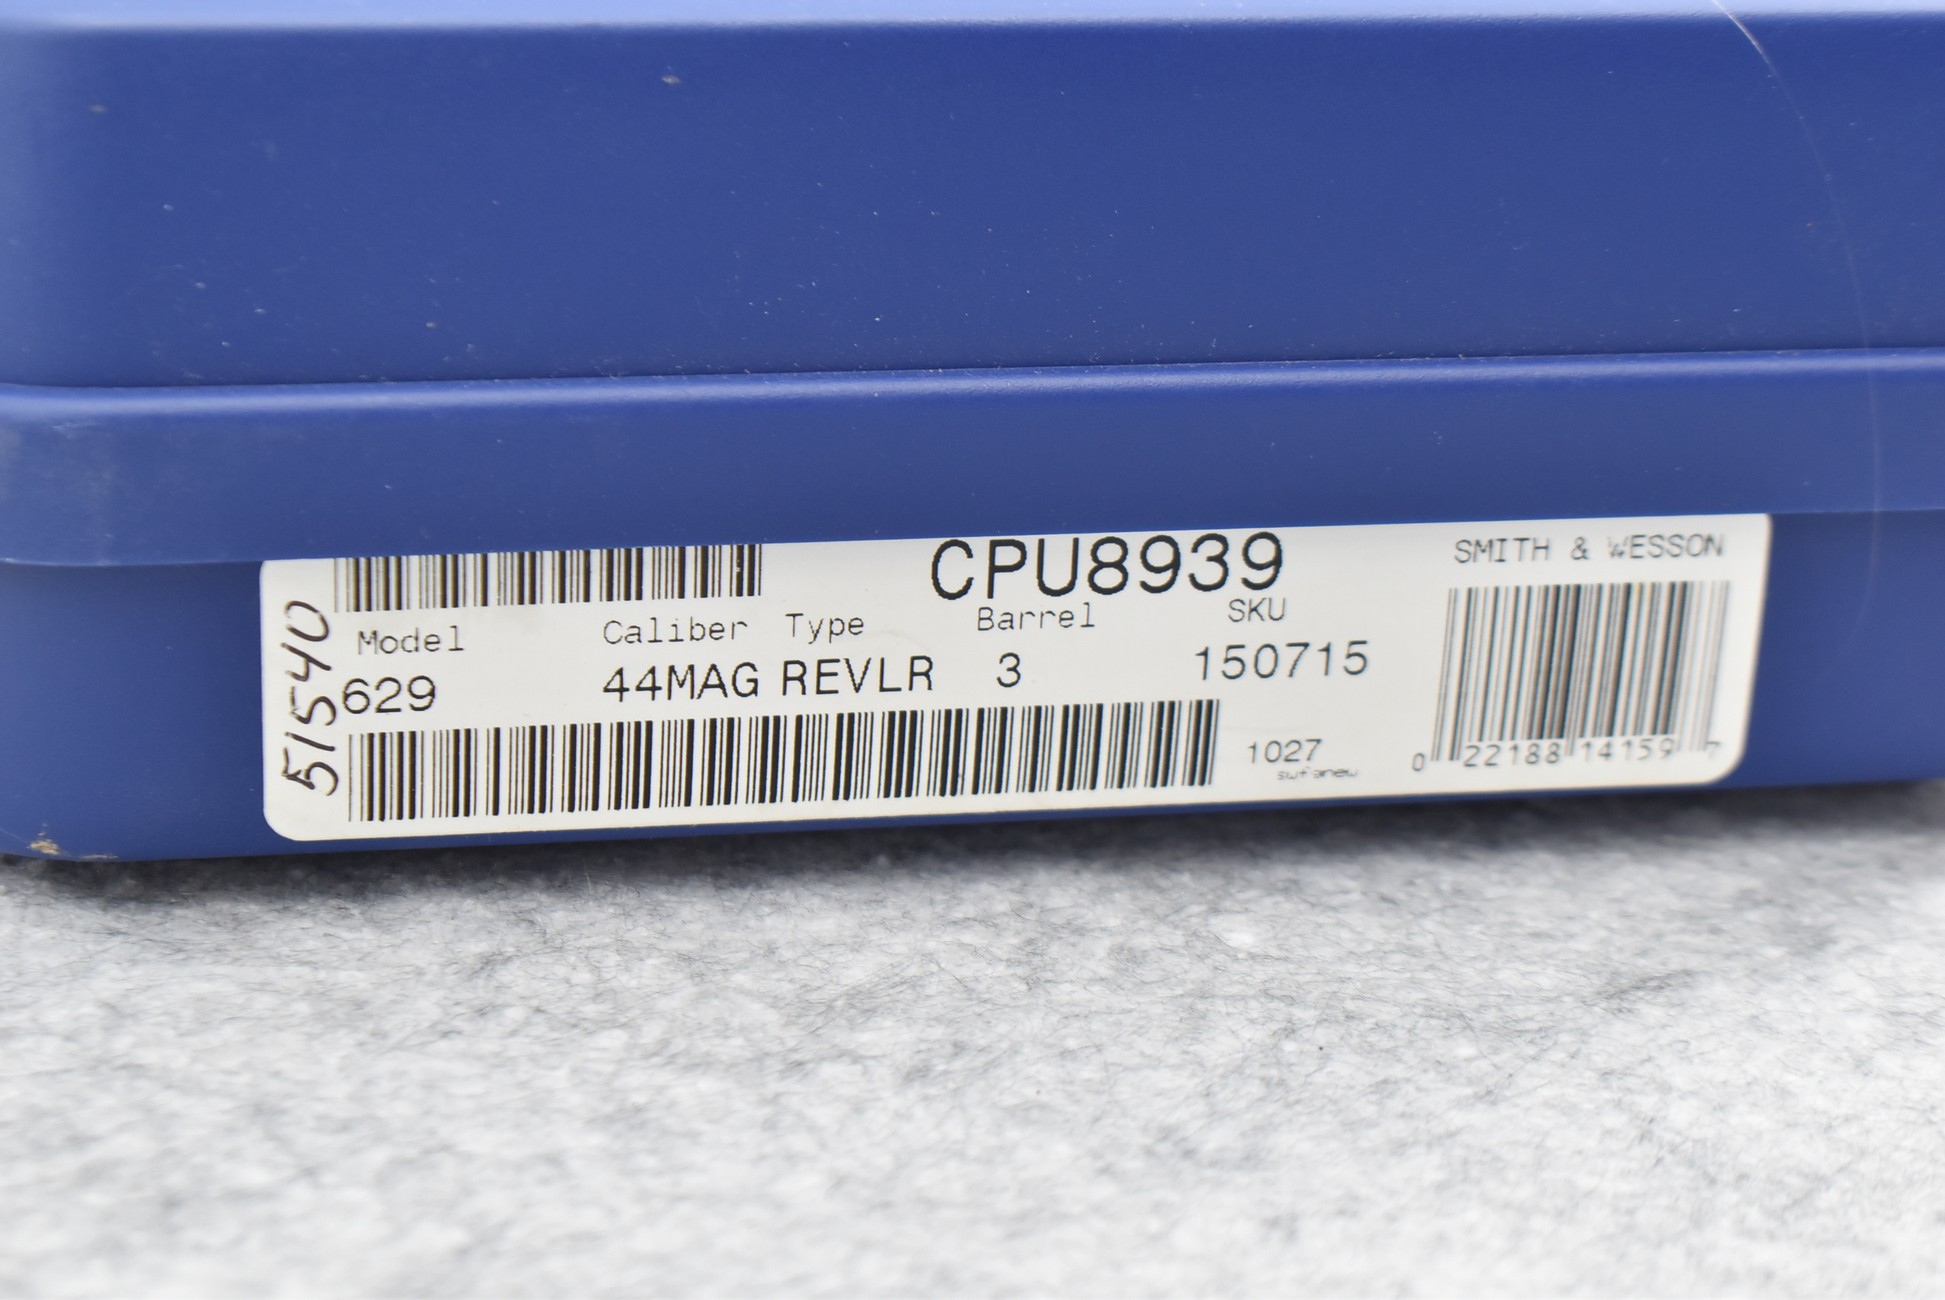 51540
CPU8939
SMITH & WESSON
Model Caliber Type Barrel SKU
629 44MAG REVLR 3 150715
1027
swfanew
0 22188 14159 7